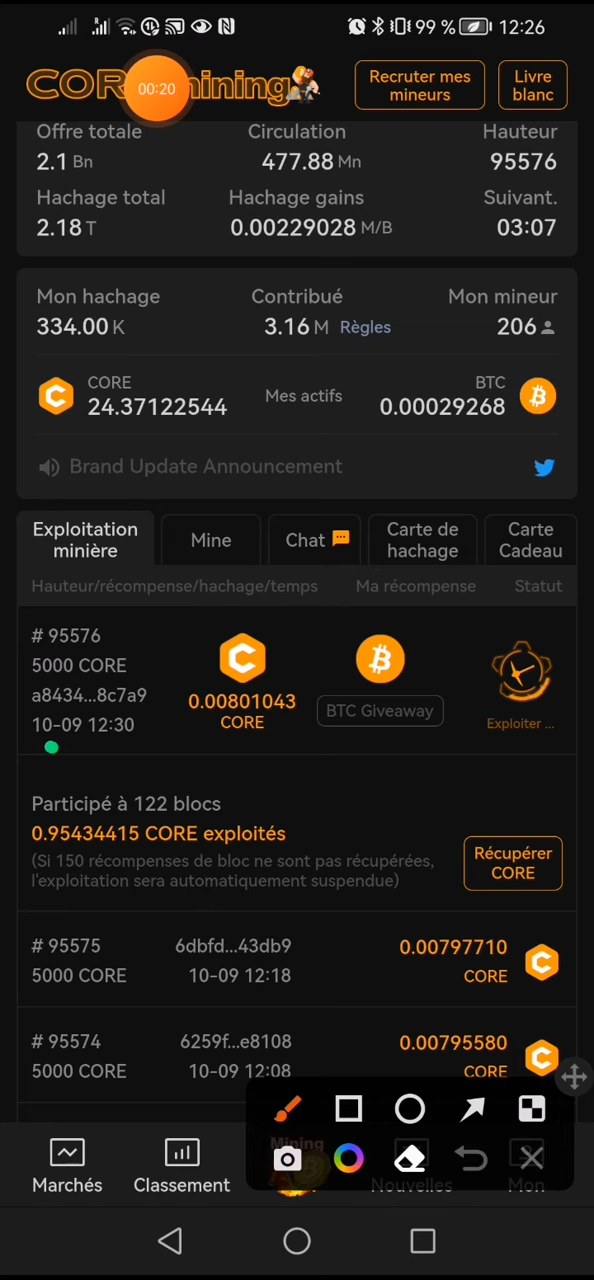 99 % 12:26
00:20
mining
Recruter mes mineurs
Livre blanc
Offre totale Circulation Hauteur
2.1 Bn 477.88 Mn 95576
Hachage total Hachage gains Suivant.
2.18 T 0.00229028 M/B 03:07
Mon hachage Contribué Mon mineur
334.00 K 3.16 M Règles 206
CORE BTC
24.37122544 Mes actifs 0.00029268
Brand Update Announcement
Exploitation minière
Mine
Chat
Carte de hachage
Carte Cadeau
Hauteur/récompense/hachage/temps Ma récompense Statut
# 95576
5000 CORE
a8434...8c7a9
10-09 12:30
0.00801043
CORE
BTC Giveaway
Exploiter ...
Participé à 122 blocs
0.95434415 CORE exploités
(Si 150 récompenses de bloc ne sont pas récupérées,
l'exploitation sera automatiquement suspendue)
Récupérer
CORE
# 95575 6dbfd...43db9 0.00797710
5000 CORE 10-09 12:18 CORE
# 95574 6259f...e8108 0.00795580
5000 CORE 10-09 12:08 CORE
Mining
Marchés Classement Nouvelles Mon